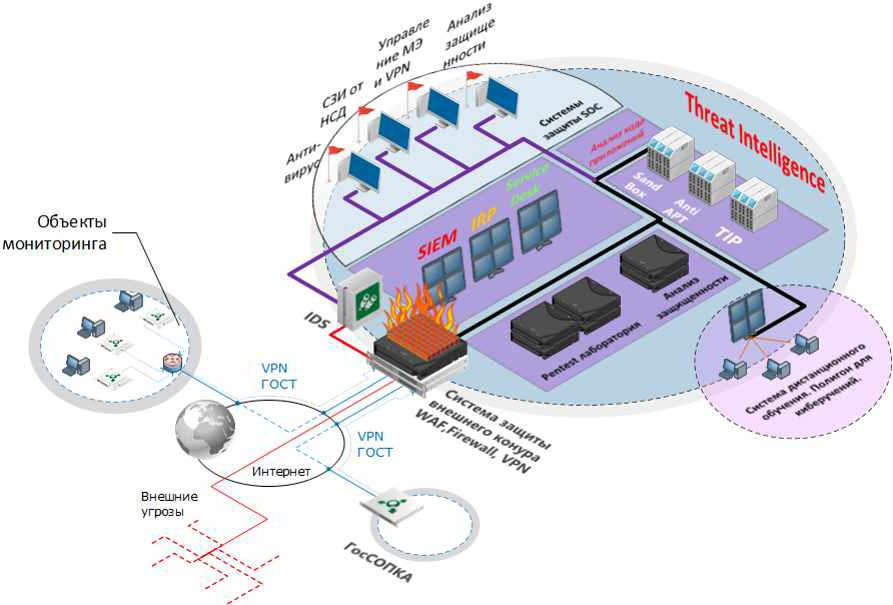 Анализ
защище
нности
Управле
ние МЭ
и VPN
СЗИ от
НСД
Анти-
вирус
Системы
защиты SOC
Threat Intelligence
Анализ кода
приложений
Sand
Box
Anti
APT
TIP
SIEM
IRP
Service
Desk
Анализ
защищенности
Pentest лаборатория
IDS
Объекты
мониторинга
VPN
ГОСТ
VPN
ГОСТ
Интернет
Система защиты
внешнего конура
WAF,Firewall, VPN
Система дистанционного
обучения. Полигон для
киберучений.
Внешние
угрозы
ГосСОПКА